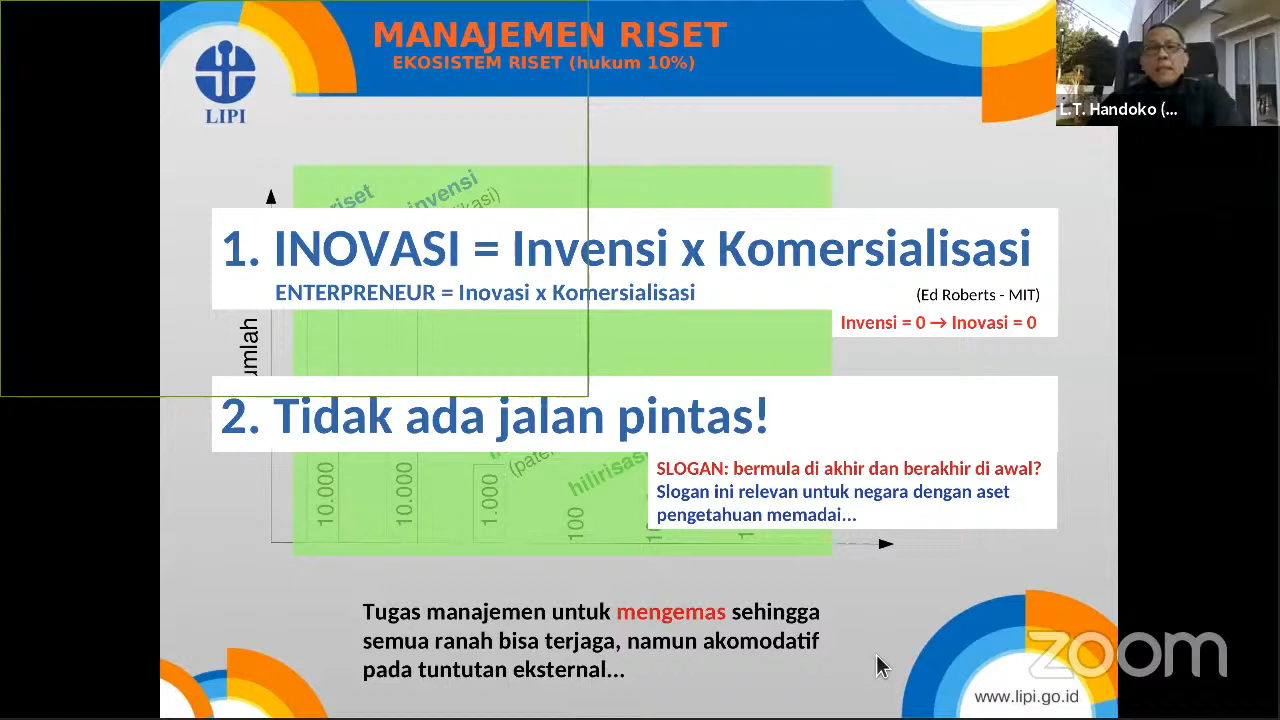 MANAJEMEN RISET
EKOSISTEM RISET (hukum 10%)
LIPI
L.T. Handoko (...
riset
invensi
1. INOVASI = Invensi x Komersialisasi
ENTERPRENEUR = Inovasi x Komersialisasi
(Ed Roberts - MIT)
Invensi = 0 → Inovasi = 0
2. Tidak ada jalan pintas!
SLOGAN: bermula di akhir dan berakhir di awal?
Slogan ini relevan untuk negara dengan aset
pengetahuan memadai...
10.000
10.000
1.000
100
Tugas manajemen untuk mengemas sehingga
semua ranah bisa terjaga, namun akomodatif
pada tuntutan eksternal...
zoom
www.lipi.go.id